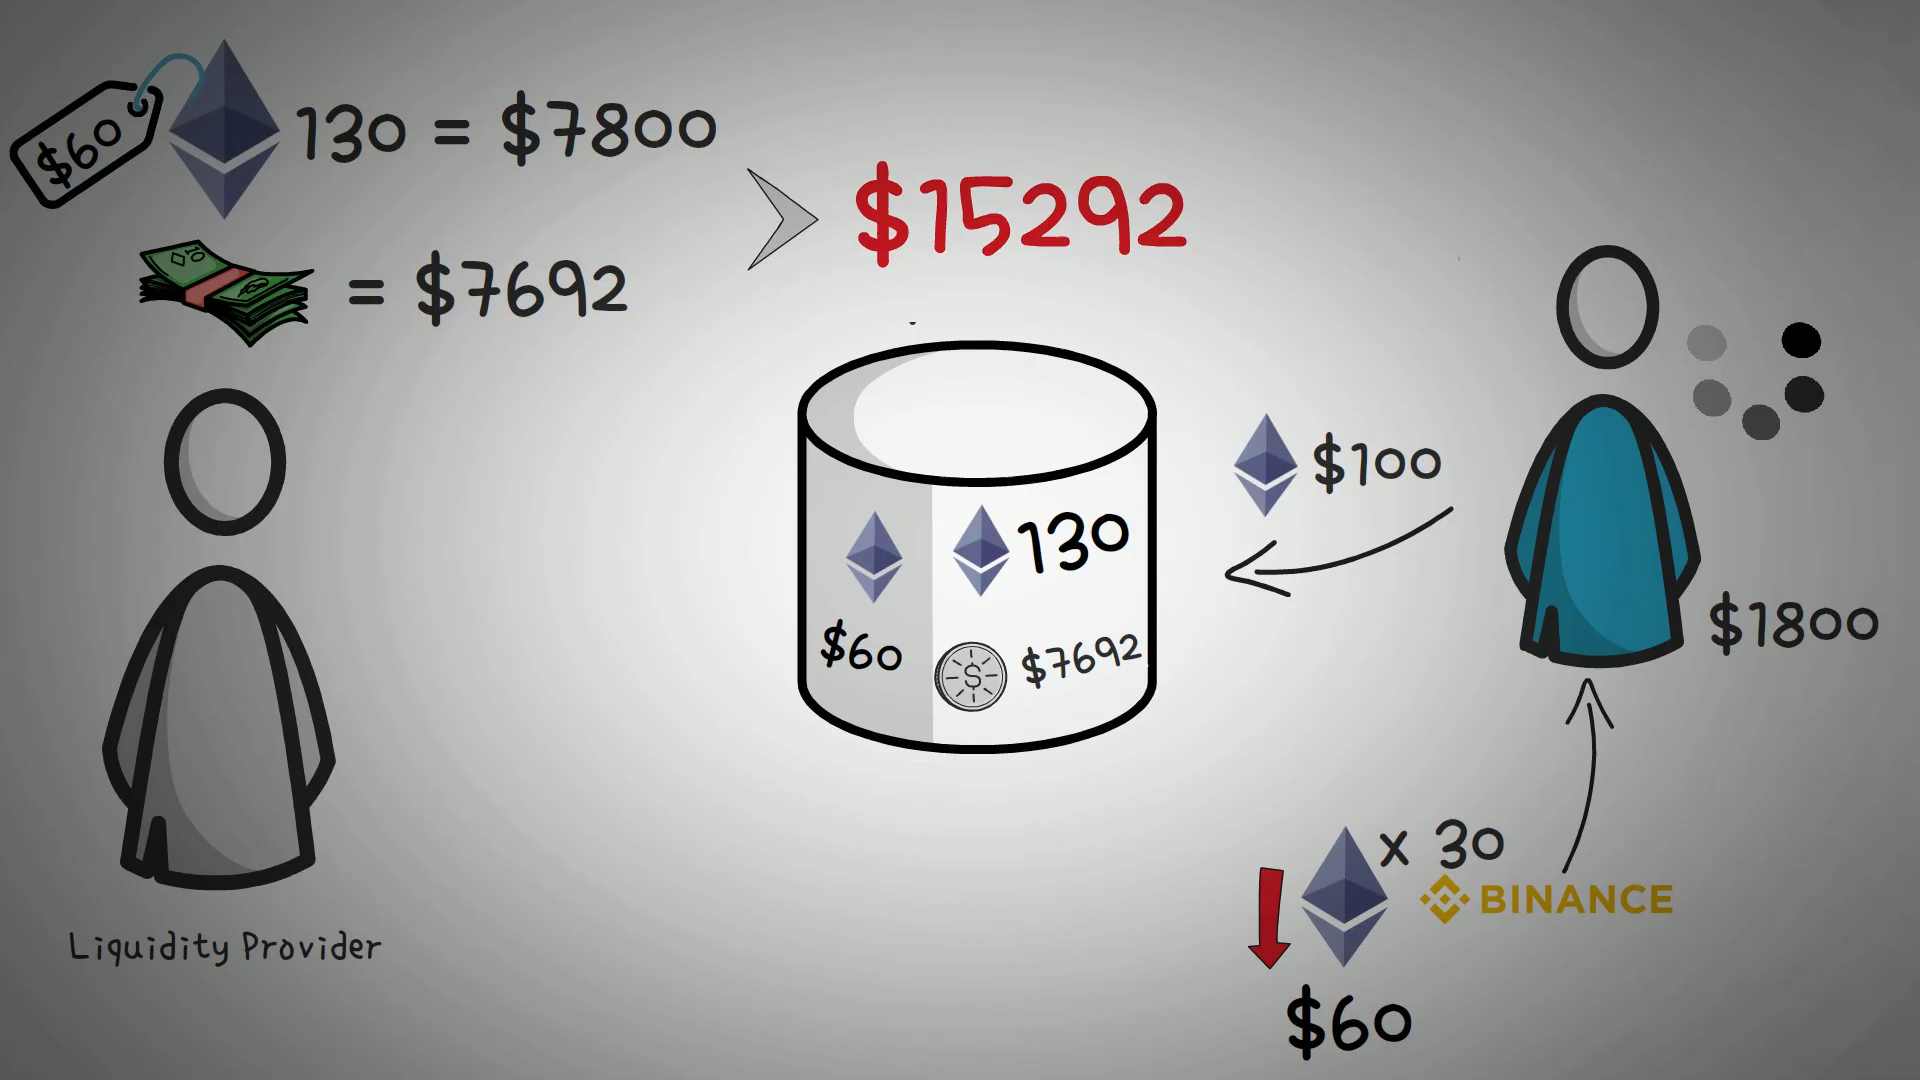 $60
130 = $7800
= $7692
$15292
$100
130
$60
$7692
$1800
x 30
BINANCE
$60
Liquidity Provider